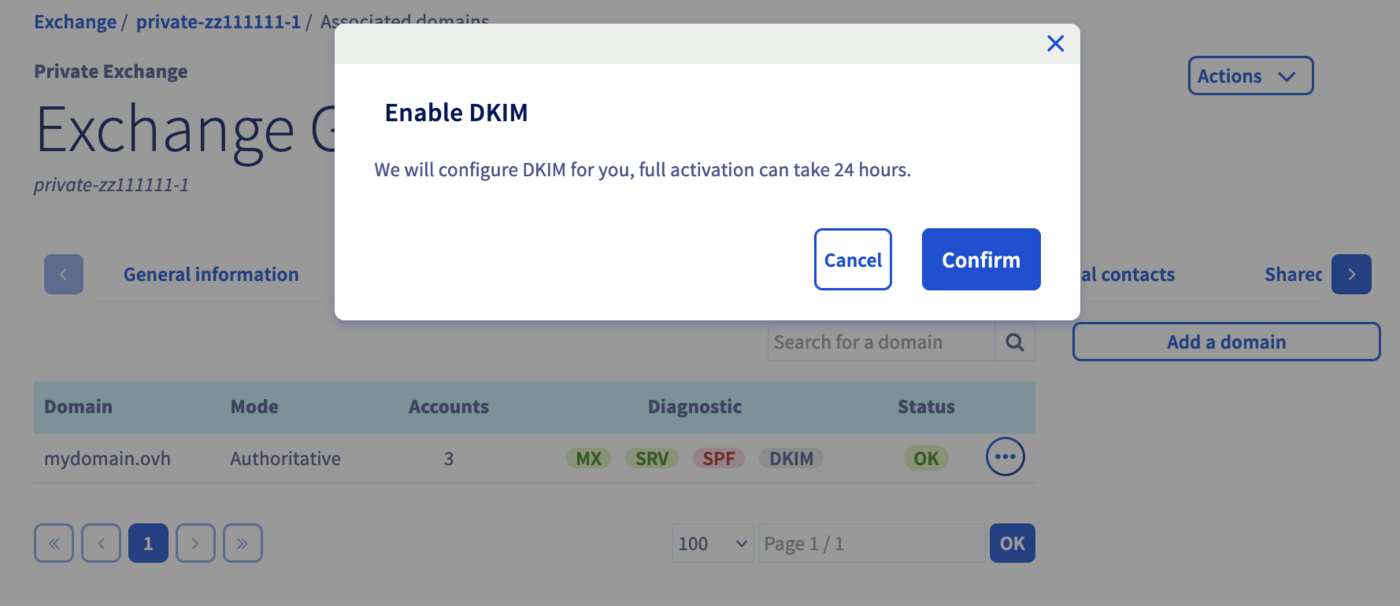 Exchange / private-zz111111-1 / Associated domains
Private Exchange
Actions
Exchange
private-zz111111-1
Enable DKIM
We will configure DKIM for you, full activation can take 24 hours.
Cancel
Confirm
General information
al contacts
Shared
Search for a domain
Add a domain
Domain Mode Accounts Diagnostic Status
mydomain.ovh Authoritative 3 MX SRV SPF DKIM OK
« < 1 > »
100
Page 1 / 1
OK